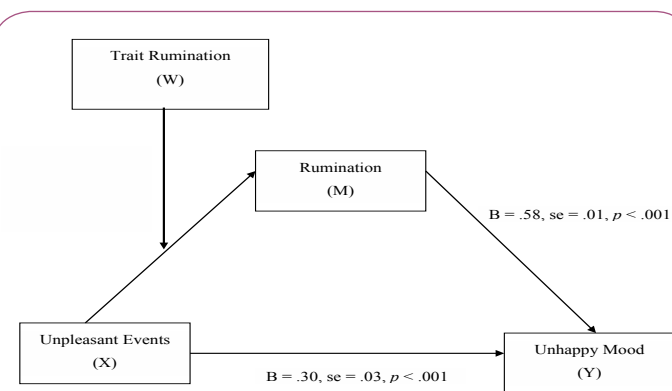 Trait Rumination
(W)
Rumination
(M)
B = .58, se = .01, p < .001
Unpleasant Events
(X)
Unhappy Mood
(Y)
B = .30, se = .03, p < .001